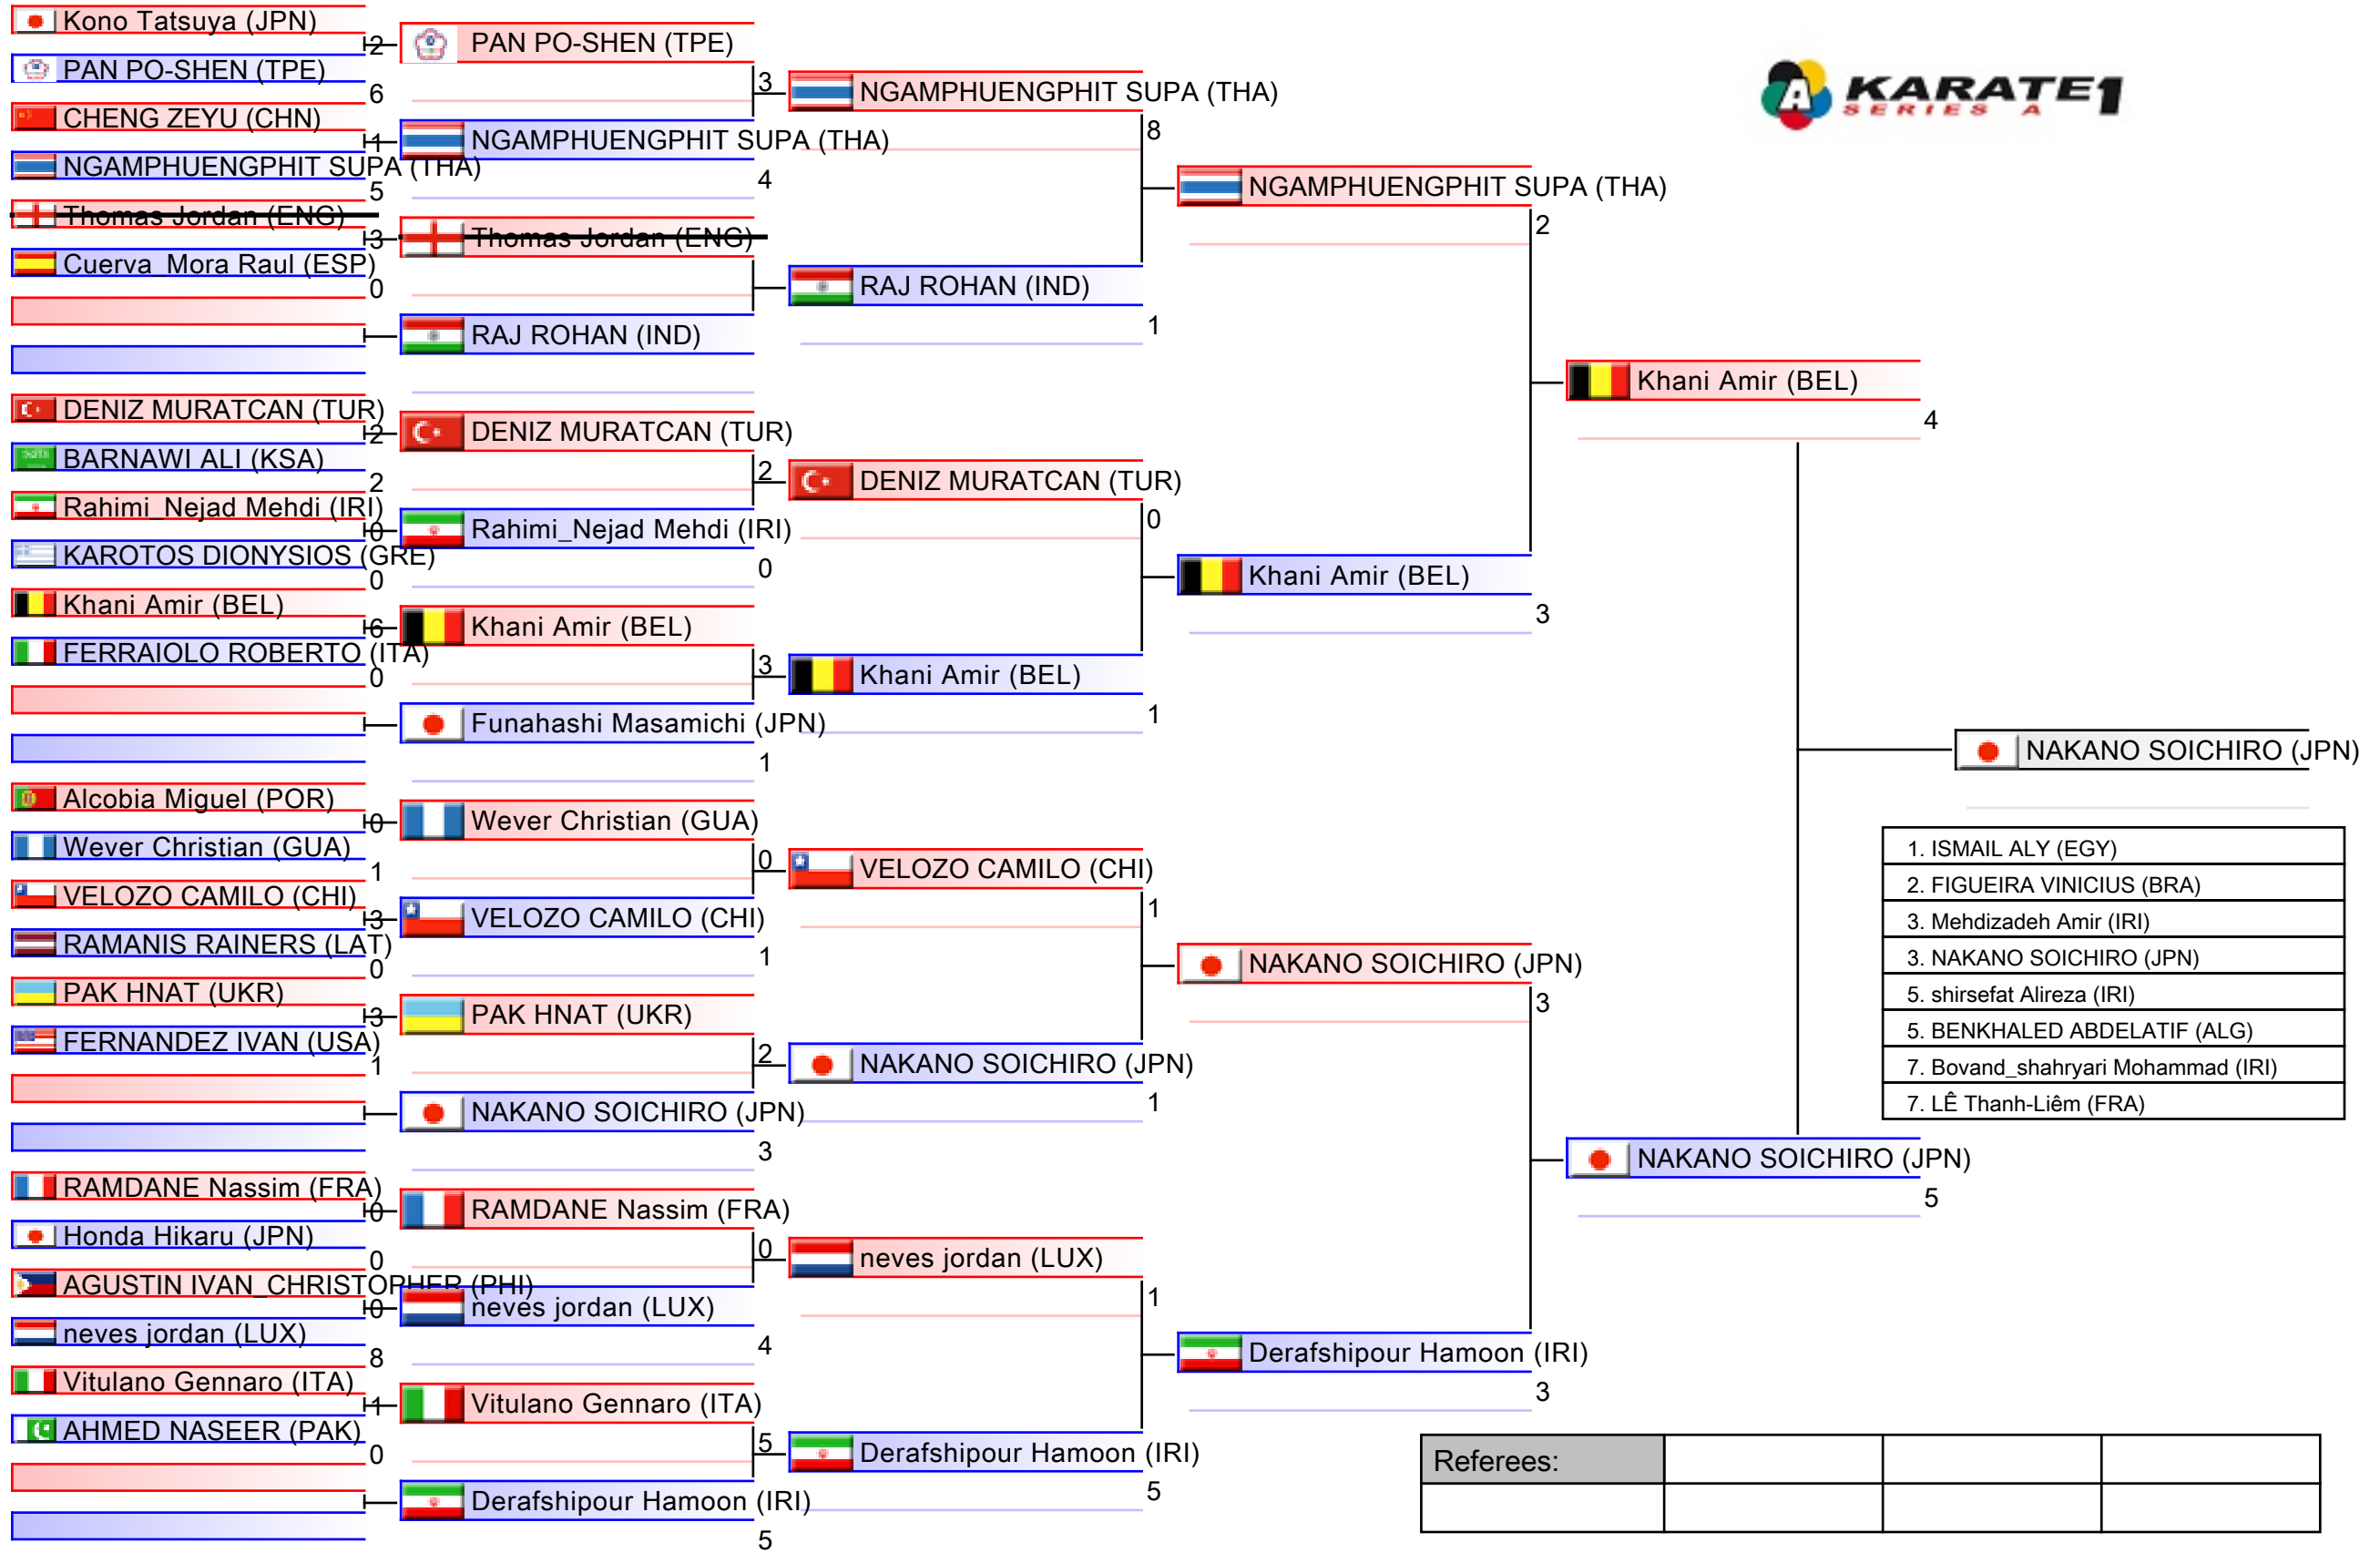 Kono Tatsuya (JPN)
2
PAN PO-SHEN (TPE)
6
CHENG ZEYU (CHN)
1
NGAMPHUENGPHIT SUPA (THA)
5
Thomas Jordan (ENG)
3
Cuerva_Mora Raul (ESP)
0
DENIZ MURATCAN (TUR)
2
BARNAWI ALI (KSA)
2
Rahimi_Nejad Mehdi (IRI)
0
KAROTOS DIONYSIOS (GRE)
0
Khani Amir (BEL)
6
FERRAIOLO ROBERTO (ITA)
0
Alcobia Miguel (POR)
0
Wever Christian (GUA)
1
VELOZO CAMILO (CHI)
3
RAMANIS RAINERS (LAT)
0
PAK HNAT (UKR)
3
FERNANDEZ IVAN (USA)
1
RAMDANE Nassim (FRA)
0
Honda Hikaru (JPN)
0
AGUSTIN IVAN_CHRISTOPHER (PHI)
0
neves jordan (LUX)
8
Vitulano Gennaro (ITA)
1
AHMED NASEER (PAK)
0
PAN PO-SHEN (TPE)
3
NGAMPHUENGPHIT SUPA (THA)
4
Thomas Jordan (ENG)
RAJ ROHAN (IND)
DENIZ MURATCAN (TUR)
2
Rahimi_Nejad Mehdi (IRI)
0
Khani Amir (BEL)
3
Funahashi Masamichi (JPN)
1
Wever Christian (GUA)
0
VELOZO CAMILO (CHI)
1
PAK HNAT (UKR)
2
NAKANO SOICHIRO (JPN)
3
RAMDANE Nassim (FRA)
0
neves jordan (LUX)
4
Vitulano Gennaro (ITA)
5
Derafshipour Hamoon (IRI)
5
NGAMPHUENGPHIT SUPA (THA)
8
RAJ ROHAN (IND)
1
DENIZ MURATCAN (TUR)
0
Khani Amir (BEL)
1
VELOZO CAMILO (CHI)
1
NAKANO SOICHIRO (JPN)
1
neves jordan (LUX)
1
Derafshipour Hamoon (IRI)
5
NGAMPHUENGPHIT SUPA (THA)
2
Khani Amir (BEL)
3
NAKANO SOICHIRO (JPN)
3
Derafshipour Hamoon (IRI)
3
Khani Amir (BEL)
4
NAKANO SOICHIRO (JPN)
5
NAKANO SOICHIRO (JPN)
A KARATE1
SERIES A
1. ISMAIL ALY (EGY)
2. FIGUEIRA VINICIUS (BRA)
3. Mehdizadeh Amir (IRI)
3. NAKANO SOICHIRO (JPN)
5. shirsefat Alireza (IRI)
5. BENKHALED ABDELATIF (ALG)
7. Bovand_shahryari Mohammad (IRI)
7. LÊ Thanh-Liêm (FRA)
Referees: